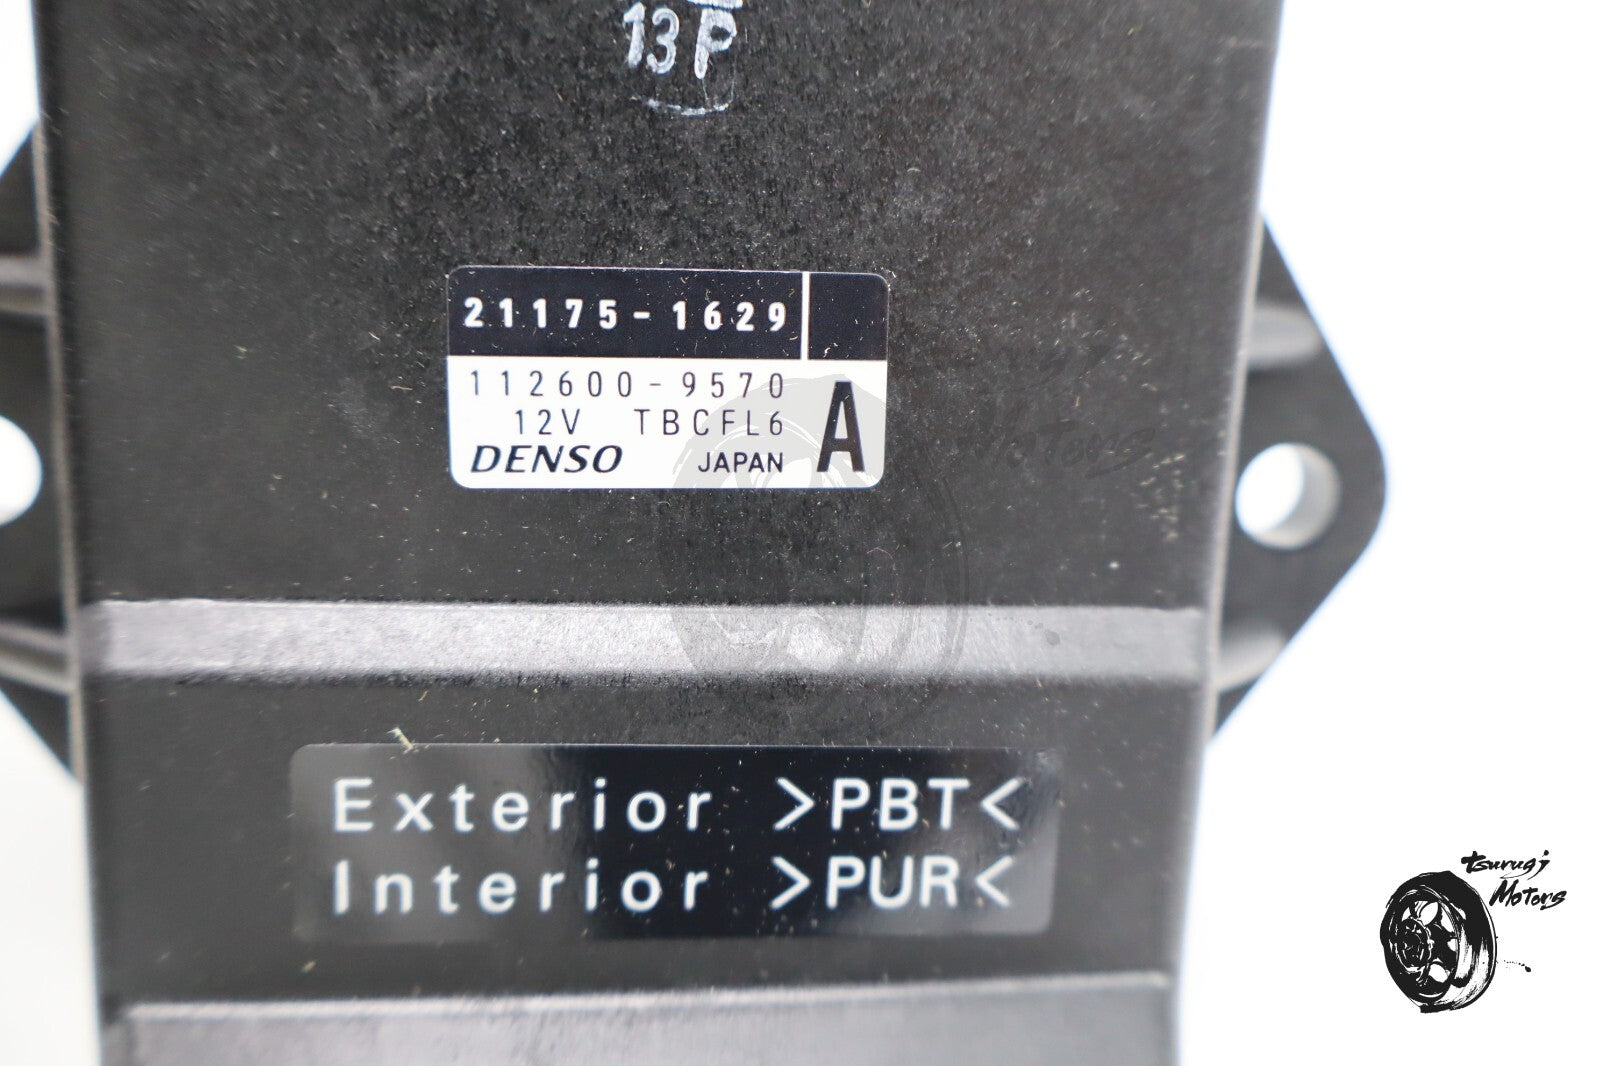 13P
21175-1629
112600-9570
12V TBCFL6 A
DENSO JAPAN
Exterior >PBT<
Interior >PUR<
Tsurugi
Motors